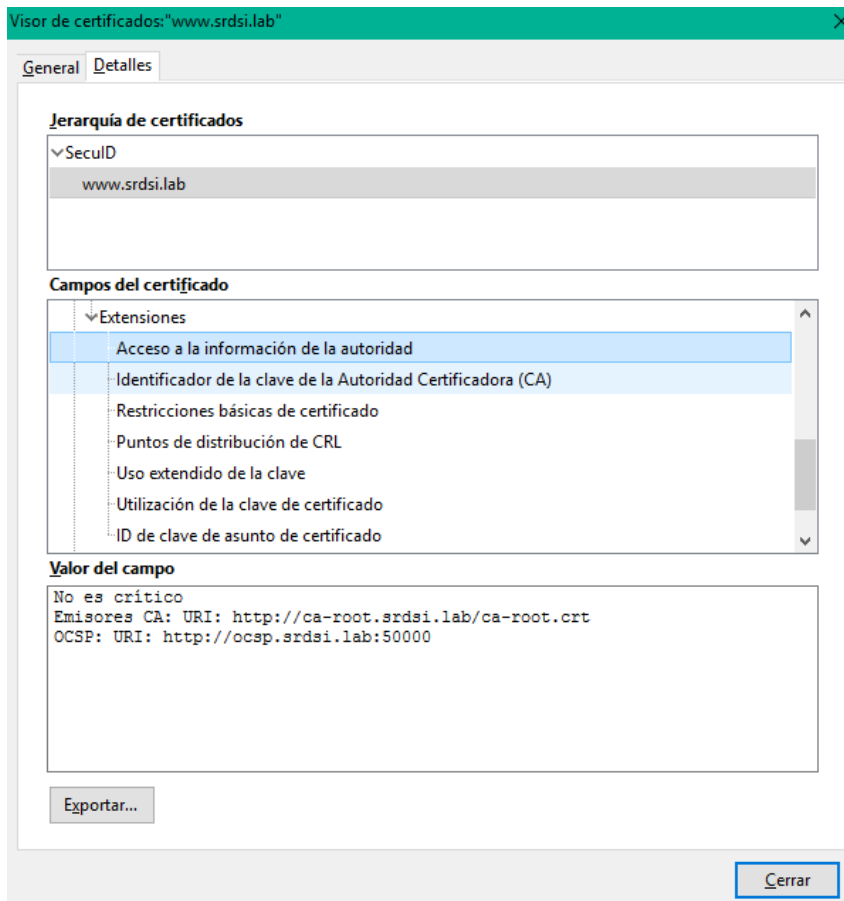 Visor de certificados:"www.srdsi.lab"
General Detalles
Jerarquía de certificados
SecuID
www.srdsi.lab
Campos del certificado
Extensiones
Acceso a la información de la autoridad
Identificador de la clave de la Autoridad Certificadora (CA)
Restricciones básicas de certificado
Puntos de distribución de CRL
Uso extendido de la clave
Utilización de la clave de certificado
ID de clave de asunto de certificado
Valor del campo
No es crítico
Emisores CA: URI: http://ca-root.srdsi.lab/ca-root.crt
OCSP: URI: http://ocsp.srdsi.lab:50000
Exportar...
Cerrar